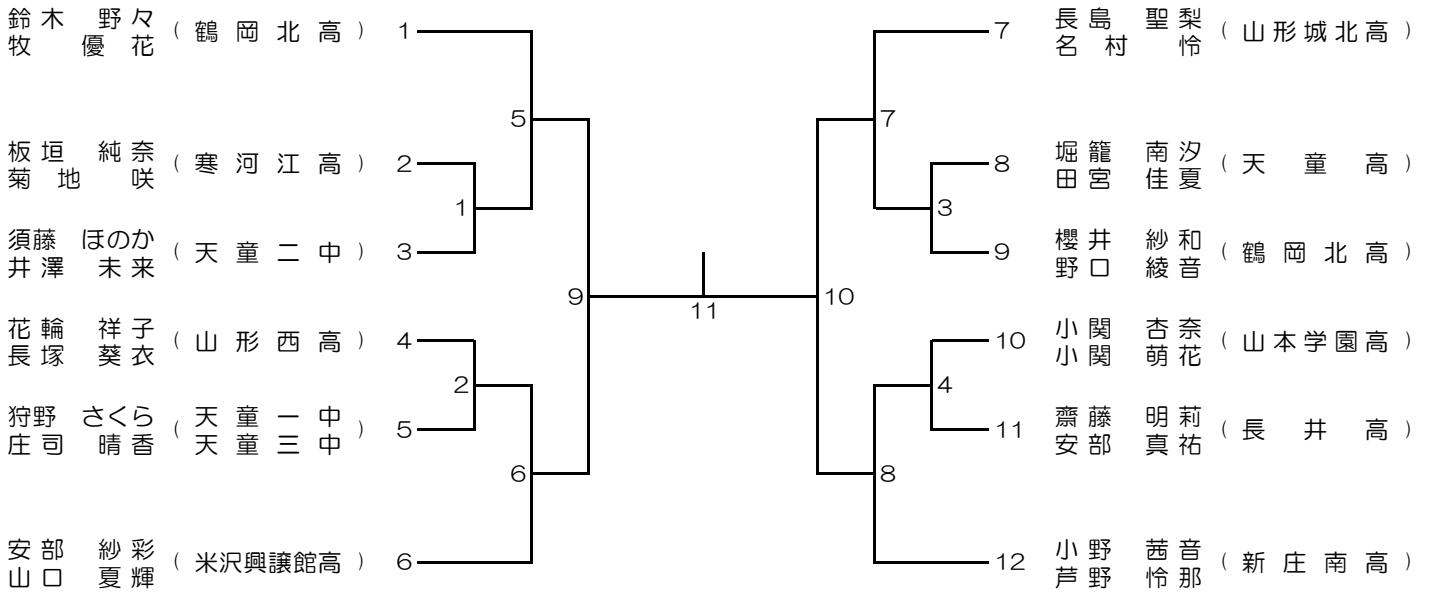 鈴木 野々 (鶴岡北高) 1
牧 優花
5
板垣 純奈 (寒河江高) 2
菊地 咲
1
須藤 ほのか (天童二中) 3
井澤 未来
9
花輪 祥子 (山形西高) 4
長塚 葵衣
2
狩野 さくら (天童一中
庄司 晴香 天童三中) 5
6
安部 紗彩 (米沢興譲館高) 6
山口 夏輝
11
7 長島 聖梨 (山形城北高)
名村 怜
7
8 堀籠 南汐 (天童高)
田宮 佳夏
3
9 櫻井 紗和 (鶴岡北高)
野口 綾音
10
10 小関 杏奈 (山本学園高)
小関 萌花
4
11 齋藤 明莉 (長井高)
安部 真祐
8
12 小野 茜音 (新庄南高)
芦野 怜那